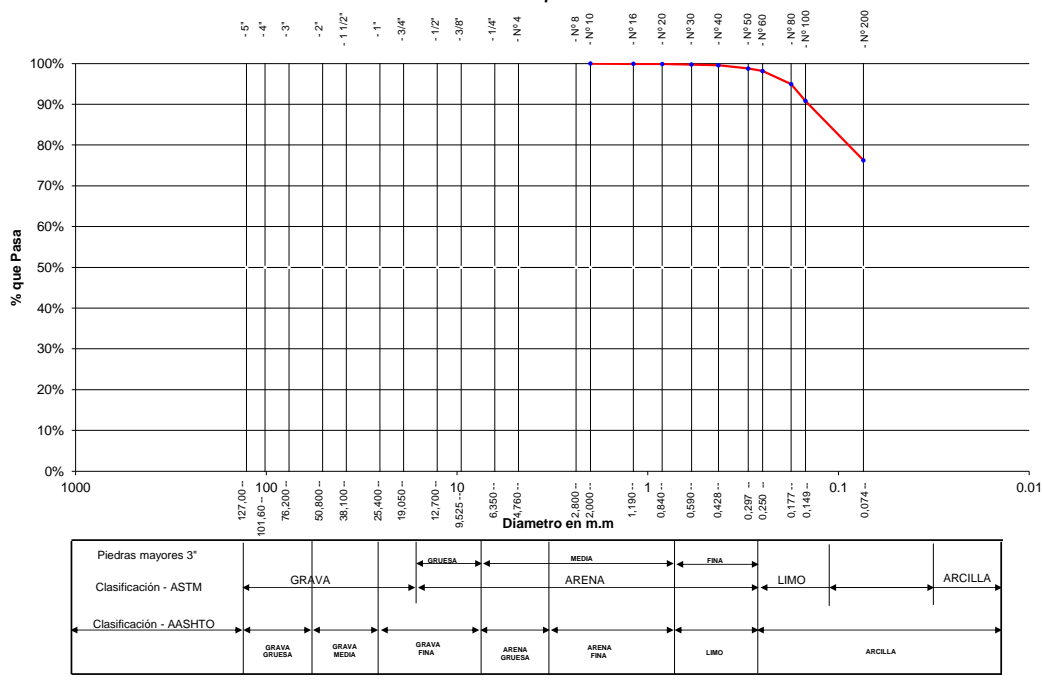 - 5"
- 4"
- 3"
- 2"
- 1 1/2"
- 1"
- 3/4"
- 1/2"
- 3/8"
- 1/4"
- Nº 4
- Nº 8
- Nº 10
- Nº 16
- Nº 20
- Nº 30
- Nº 40
- Nº 50
- Nº 60
- Nº 80
- Nº 100
- Nº 200
100%
90%
80%
70%
60%
50%
40%
30%
20%
10%
0%
% que Pasa
1000
100
10
1
0.1
0.01
127,00 --
101,60 --
76,200 --
50,800 --
38,100 --
25,400 --
19,050 --
12,700 --
9,525 --
6,350 --
4,760 --
2,800 --
2,000 --
1,190 --
0,840 --
0,590 --
0,428 --
0,297 --
0,250 --
0,177 --
0,149 --
0,074 --
Diametro en m.m
Piedras mayores 3"
GRUESA
MEDIA
FINA
Clasificación - ASTM
GRAVA
ARENA
LIMO
ARCILLA
Clasificación - AASHTO
GRAVA
GRUESA
GRAVA
MEDIA
GRAVA
FINA
ARENA
GRUESA
ARENA
FINA
LIMO
ARCILLA